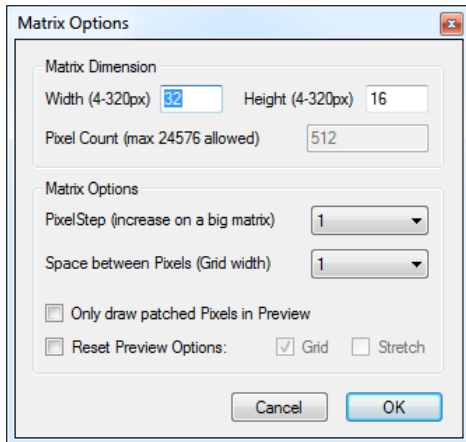 Matrix Options
Matrix Dimension
Width (4-320px) 32 Height (4-320px) 16
Pixel Count (max 24576 allowed) 512
Matrix Options
PixelStep (increase on a big matrix) 1
Space between Pixels (Grid width) 1
Only draw patched Pixels in Preview
Reset Preview Options: Grid Stretch
Cancel OK